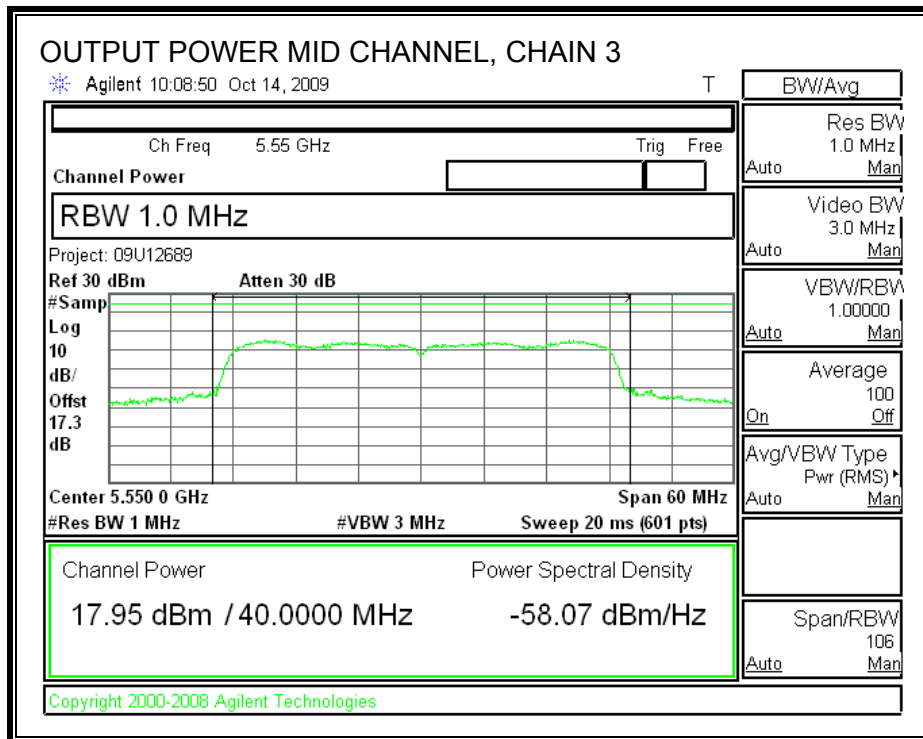 OUTPUT POWER MID CHANNEL, CHAIN 3
Agilent 10:08:50 Oct 14, 2009 T
Ch Freq 5.55 GHz Trig Free
Channel Power
RBW 1.0 MHz
Project: 09U12689
Ref 30 dBm Atten 30 dB
#Samp
Log
10
dB/
Offst
17.3
dB
Center 5.550 0 GHz Span 60 MHz
#Res BW 1 MHz #VBW 3 MHz Sweep 20 ms (601 pts)
Channel Power Power Spectral Density
17.95 dBm / 40.0000 MHz -58.07 dBm/Hz
Copyright 2000-2008 Agilent Technologies
BW/Avg
Res BW
1.0 MHz
Auto Man
Video BW
3.0 MHz
Auto Man
VBW/RBW
1.00000
Auto Man
Average
100
On Off
Avg/VBW Type
Pwr (RMS)
Auto Man
Span/RBW
106
Auto Man